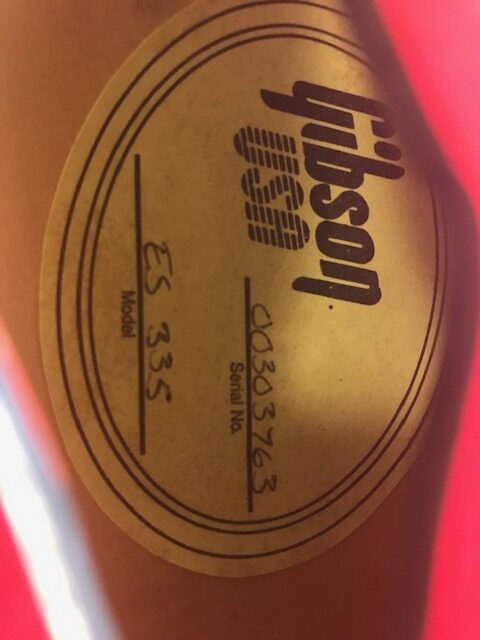 Gibson
USA
00303763
Serial No.
ES 335
Model